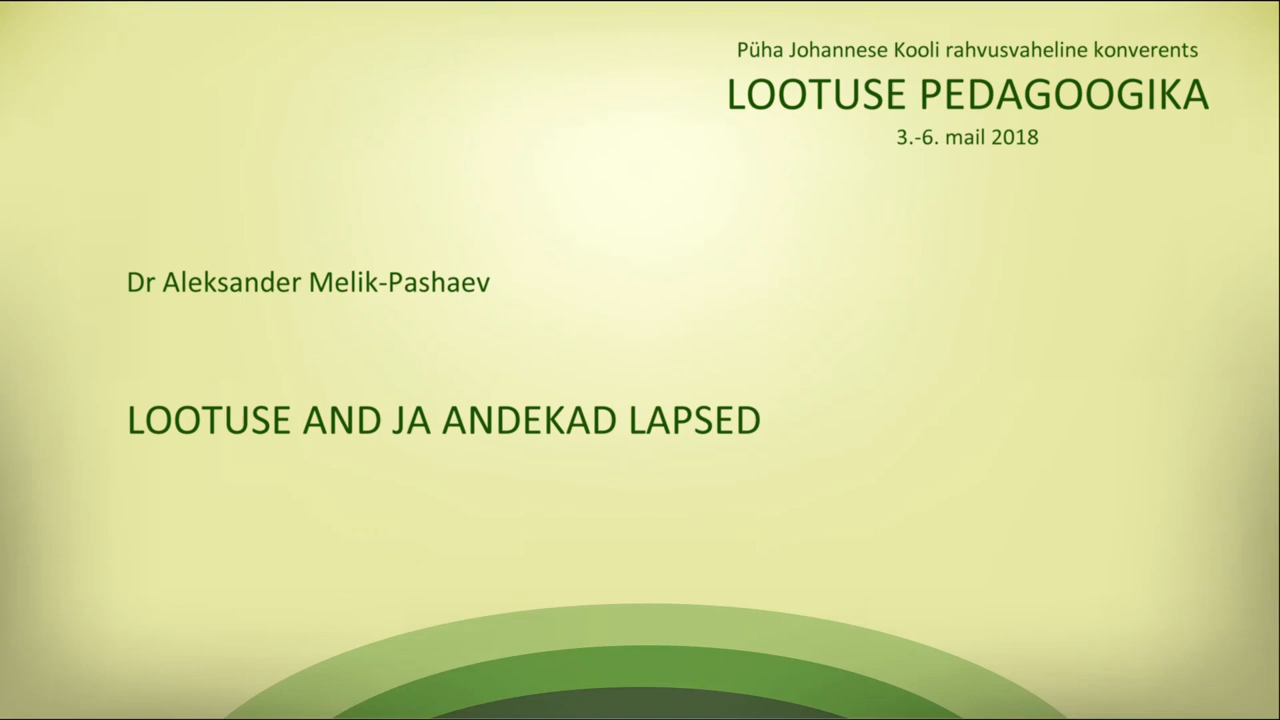 Püha Johannese Kooli rahvusvaheline konverents
LOOTUSE PEDAGOOGIKA
3.-6. mail 2018
Dr Aleksander Melik-Pashaev
LOOTUSE AND JA ANDEKAD LAPSED